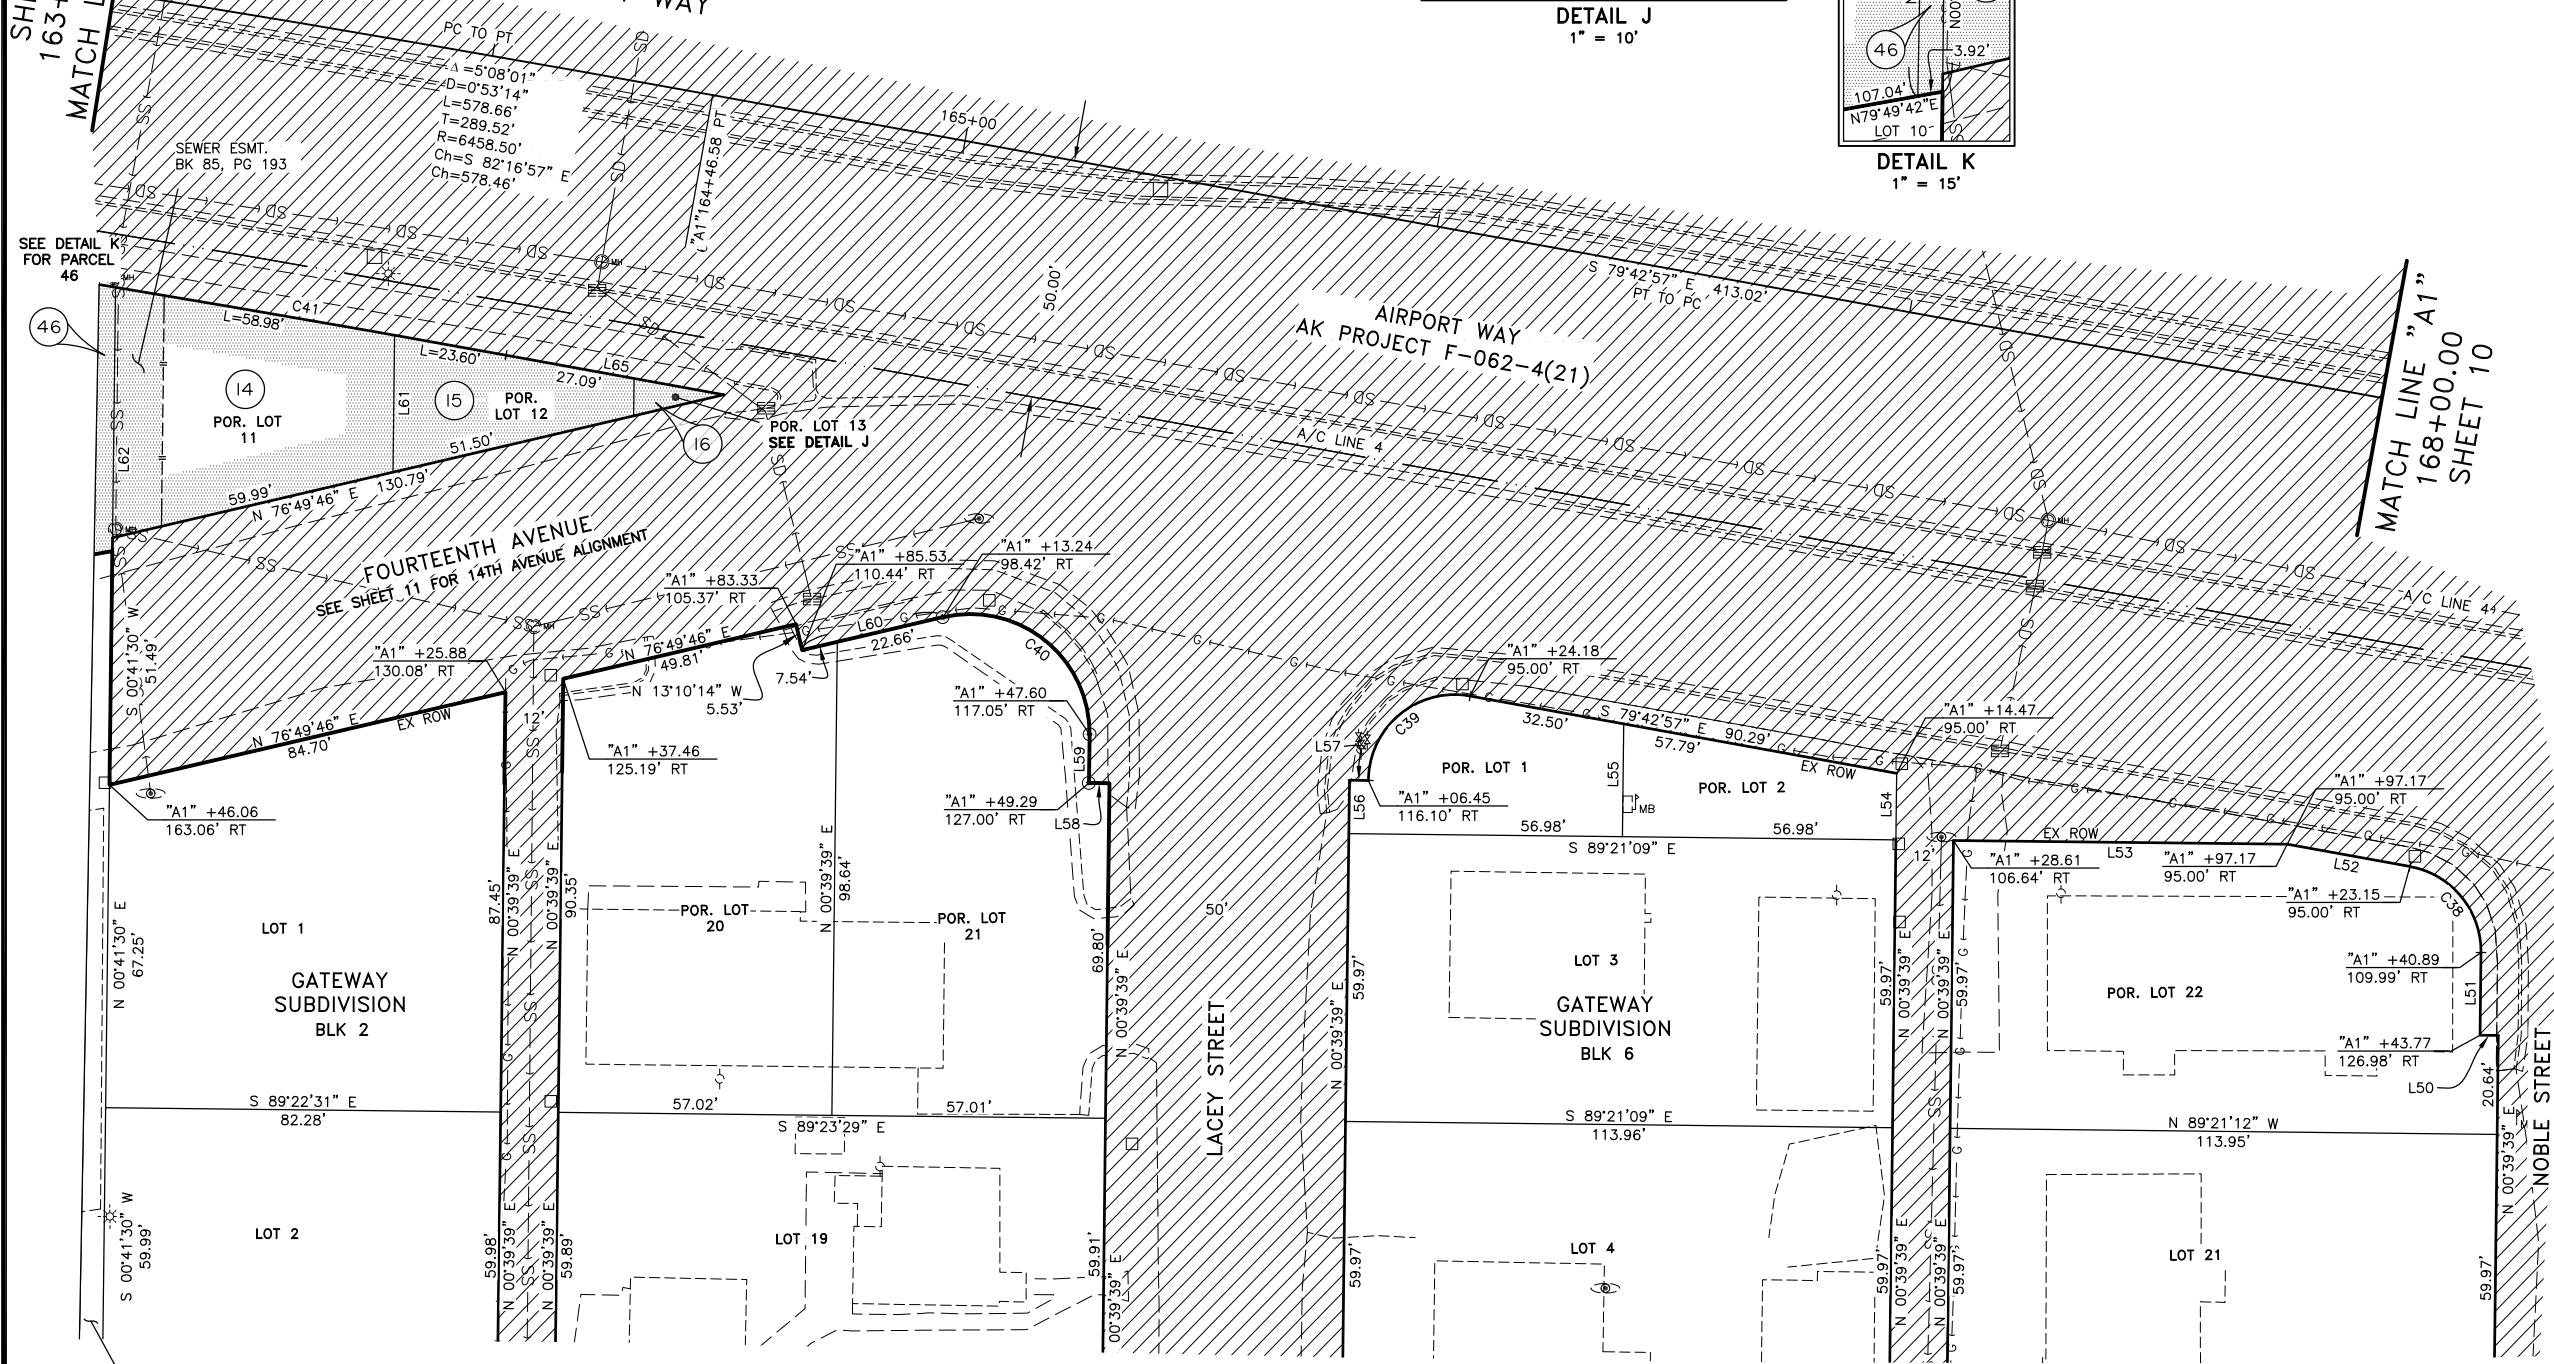 MATCH L
163+
WAY
PC TO PT
Δ=5°08'01"
D=0°53'14"
L=578.66'
T=289.52'
R=6458.50'
Ch=S 82°16'57" E
Ch=578.46'
"A1" 164+46.58 PT
165+00
DETAIL J
1" = 10'
46
3.92'
107.04'
N79°49'42"E
LOT 10
DETAIL K
1" = 15'
SEWER ESMT.
BK 85, PG 193
SEE DETAIL K
FOR PARCEL
46
46
C41
L=58.98'
L=23.60'
L65
27.09'
14
POR. LOT
11
L61
L62
15
POR.
LOT 12
16
POR. LOT 13
SEE DETAIL J
51.50'
59.99'
N 76°49'46" E 130.79'
50.00'
AIRPORT WAY
AK PROJECT F-062-4(21)
S 79°42'57" E 413.02'
PT TO PC
A/C LINE 4
A/C LINE 4
MATCH LINE "A1"
168+00.00
SHEET 10
FOURTEENTH AVENUE
SEE SHEET 11 FOR 14TH AVENUE ALIGNMENT
S 00°41'30" W
51.49'
"A1" +25.88
130.08' RT
N 76°49'46" E
84.70'
EX ROW
"A1" +46.06
163.06' RT
12'
"A1" +37.46
125.19' RT
N 76°49'46" E
49.81'
N 13°10'14" W
5.53'
"A1" +83.33
105.37' RT
"A1" +85.53
110.44' RT
"A1" +13.24
98.42' RT
L60
22.66'
7.54'
C40
"A1" +47.60
117.05' RT
L59
"A1" +49.29
127.00' RT
L58
L57
C39
L56
"A1" +24.18
95.00' RT
32.50'
S 79°42'57" E 90.29'
57.79'
EX ROW
POR. LOT 1
L55
MB
POR. LOT 2
L54
"A1" +06.45
116.10' RT
56.98'
56.98'
S 89°21'09" E
"A1" +14.47
95.00' RT
12'
"A1" +28.61
106.64' RT
EX ROW
L53
"A1" +97.17
95.00' RT
"A1" +97.17
95.00' RT
L52
"A1" +23.15
95.00' RT
C38
"A1" +40.89
109.99' RT
L51
"A1" +43.77
126.98' RT
L50
20.64'
LOT 1
GATEWAY
SUBDIVISION
BLK 2
N 00°41'30" E
67.25'
87.45'
N 00°39'39" E
N 00°39'39" E
90.35'
POR. LOT
20
N 00°39'39" E
98.64'
POR. LOT
21
69.80'
N 00°39'39" E
50'
LACEY STREET
N 00°39'39" E
59.97'
LOT 3
GATEWAY
SUBDIVISION
BLK 6
59.97'
N 00°39'39" E
N 00°39'39" E
59.97'
POR. LOT 22
NOBLE STREET
N 00°39'39" E
S 89°22'31" E
82.28'
57.02'
57.01'
S 89°23'29" E
S 89°21'09" E
113.96'
N 89°21'12" W
113.95'
S 00°41'30" W
59.99'
LOT 2
59.98'
N 00°39'39" E
N 00°39'39" E
59.89'
LOT 19
59.91'
00°39'39" E
59.97'
LOT 4
59.97'
N 00°39'39" E
N 00°39'39" E
59.97'
LOT 21
59.97'